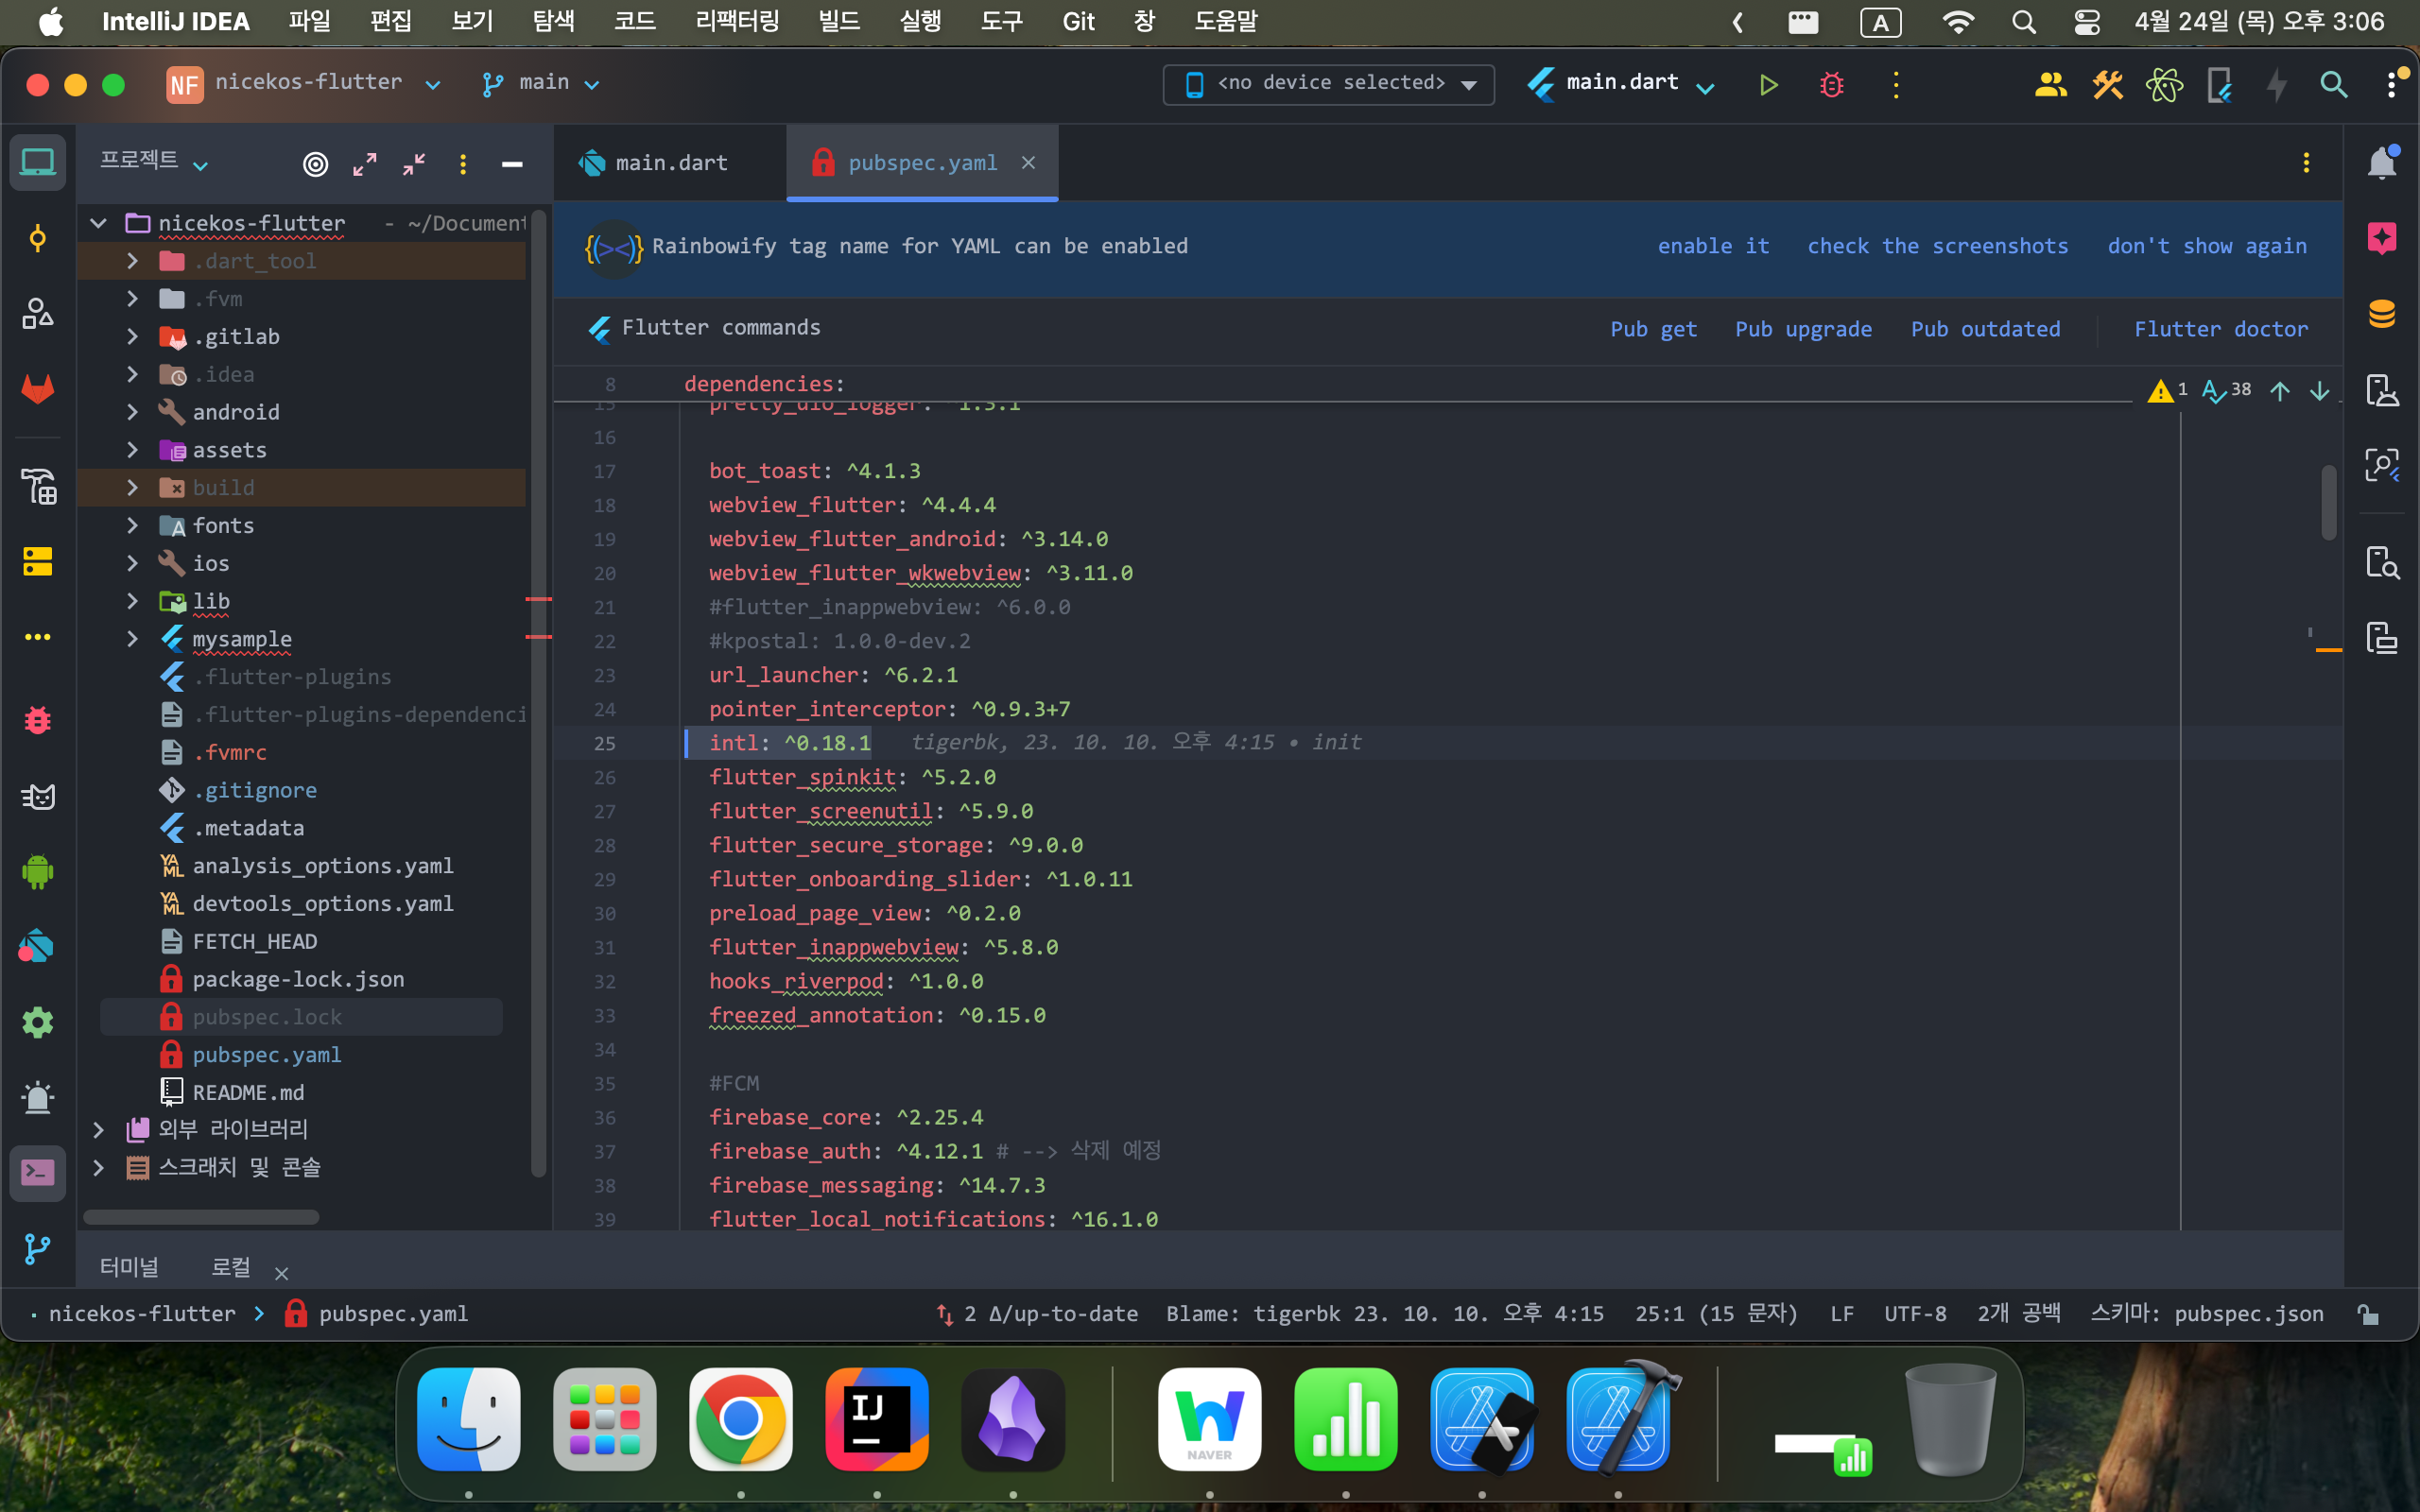 IntelliJ IDEA 파일 편집 보기 탐색 코드 리팩터링 빌드 실행 도구 Git 창 도움말 A 4월 24일 (목) 오후 3:06
NF nicekos-flutter main <no device selected> main.dart
프로젝트 main.dart pubspec.yaml
nicekos-flutter - ~/Document
.dart_tool
.fvm
.gitlab
.idea
android
assets
build
fonts
ios
lib
mysample
.flutter-plugins
.flutter-plugins-dependenci
.fvmrc
.gitignore
.metadata
analysis_options.yaml
devtools_options.yaml
FETCH_HEAD
package-lock.json
pubspec.lock
pubspec.yaml
README.md
외부 라이브러리
스크래치 및 콘솔
Rainbowify tag name for YAML can be enabled enable it check the screenshots don't show again
Flutter commands Pub get Pub upgrade Pub outdated Flutter doctor
8 dependencies: 1 38
15 pretty_dio_logger: ^1.3.1
16
17 bot_toast: ^4.1.3
18 webview_flutter: ^4.4.4
19 webview_flutter_android: ^3.14.0
20 webview_flutter_wkwebview: ^3.11.0
21 #flutter_inappwebview: ^6.0.0
22 #kpostal: 1.0.0-dev.2
23 url_launcher: ^6.2.1
24 pointer_interceptor: ^0.9.3+7
25 intl: ^0.18.1 tigerbk, 23. 10. 10. 오후 4:15 • init
26 flutter_spinkit: ^5.2.0
27 flutter_screenutil: ^5.9.0
28 flutter_secure_storage: ^9.0.0
29 flutter_onboarding_slider: ^1.0.11
30 preload_page_view: ^0.2.0
31 flutter_inappwebview: ^5.8.0
32 hooks_riverpod: ^1.0.0
33 freezed_annotation: ^0.15.0
34
35 #FCM
36 firebase_core: ^2.25.4
37 firebase_auth: ^4.12.1 # --> 삭제 예정
38 firebase_messaging: ^14.7.3
39 flutter_local_notifications: ^16.1.0
터미널 로컬
nicekos-flutter pubspec.yaml 2 Δ/up-to-date Blame: tigerbk 23. 10. 10. 오후 4:15 25:1 (15 문자) LF UTF-8 2개 공백 스키마: pubspec.json
IJ
NAVER